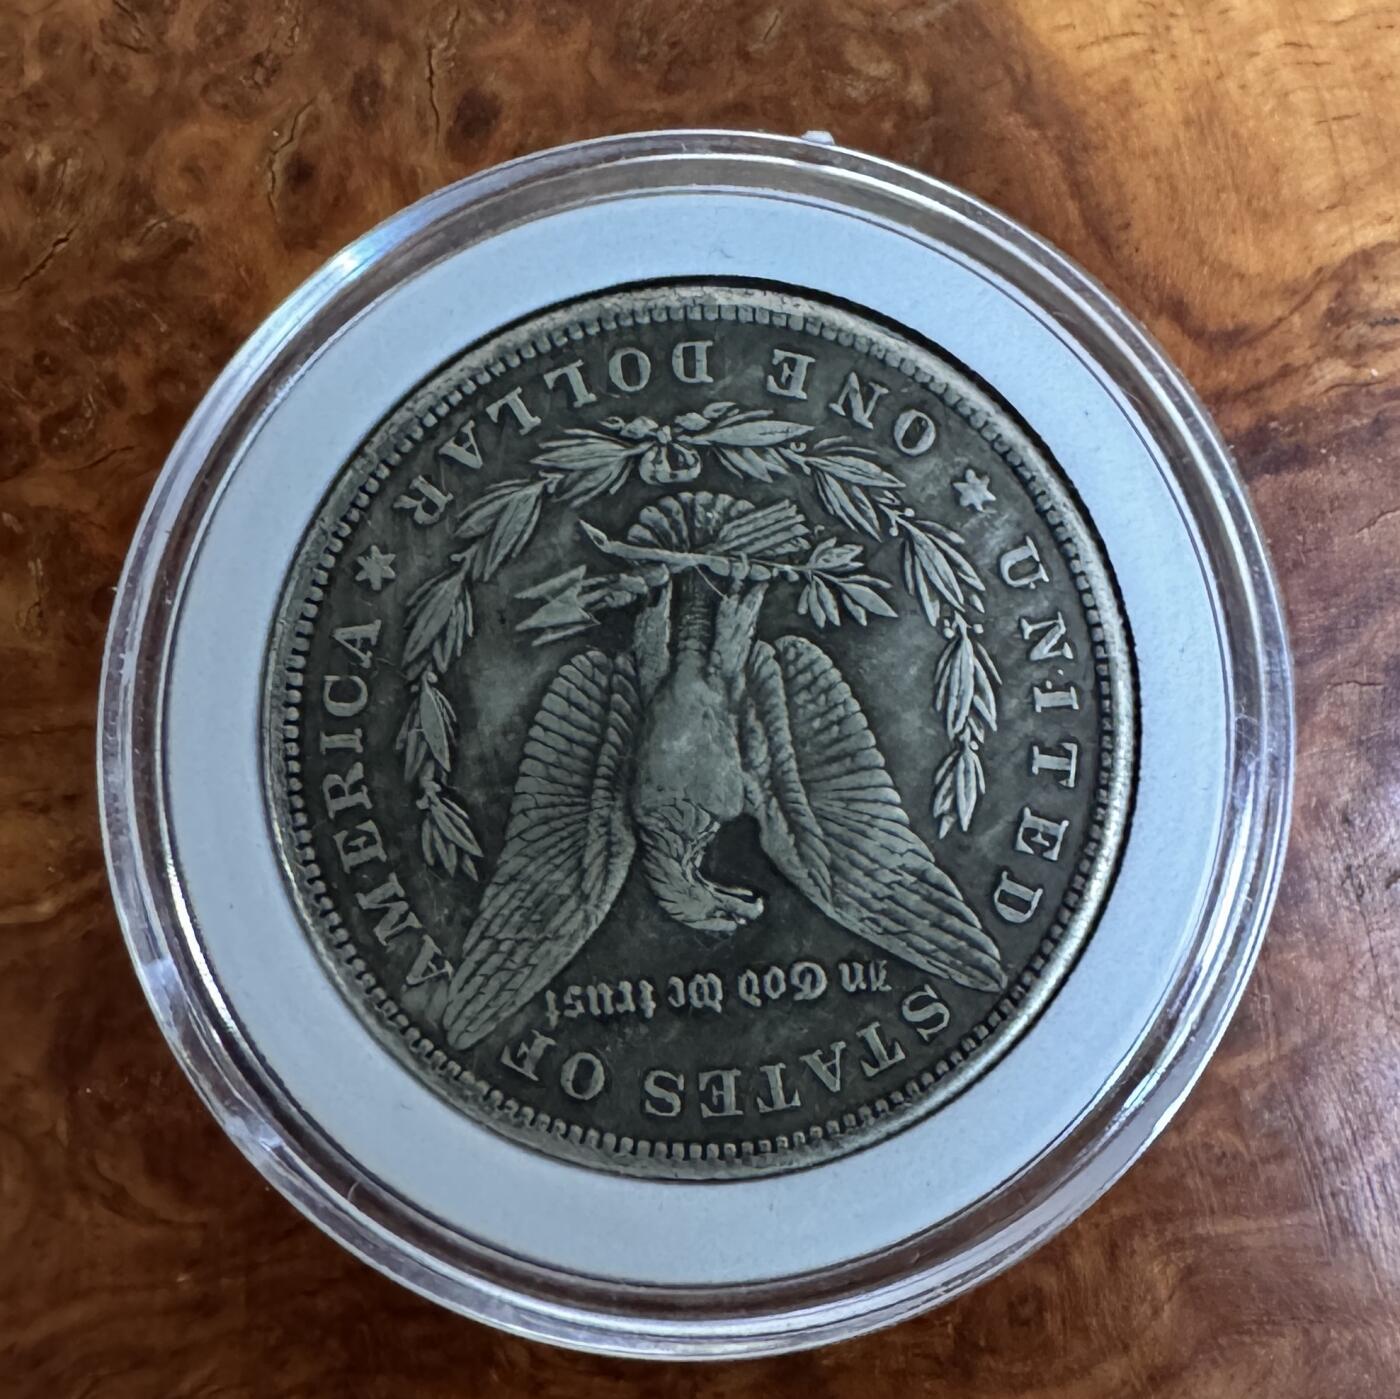 UNITED STATES OF AMERICA
In God we trust
ONE DOLLAR